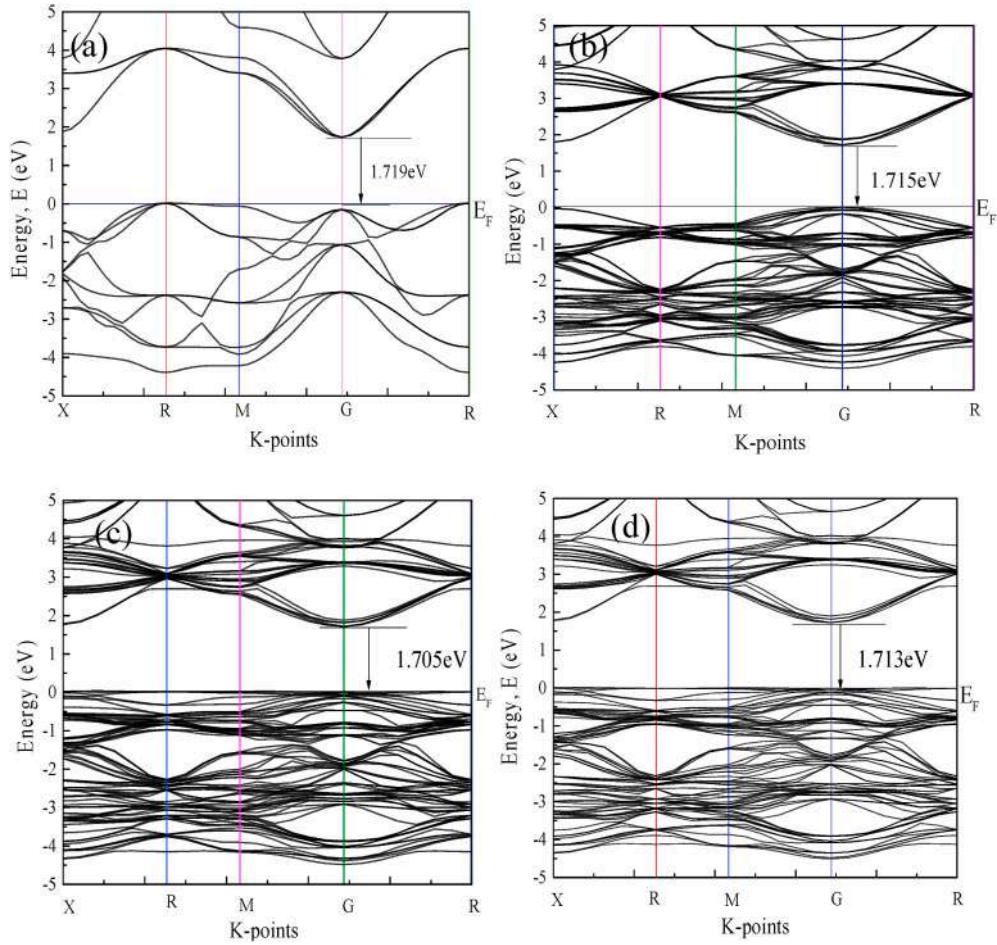 (a)
5
4
3
2
1
0
-1
-2
-3
-4
-5
Energy, E (eV)
1.719eV
E_F
X R M G R
K-points
(b)
5
4
3
2
1
0
-1
-2
-3
-4
-5
Energy (eV)
1.715eV
E_F
X R M G R
K-points
(c)
5
4
3
2
1
0
-1
-2
-3
-4
-5
Energy (eV)
1.705eV
E_F
X R M G R
K-points
(d)
5
4
3
2
1
0
-1
-2
-3
-4
-5
Energy, E (eV)
1.713eV
E_F
X R M G R
K-points